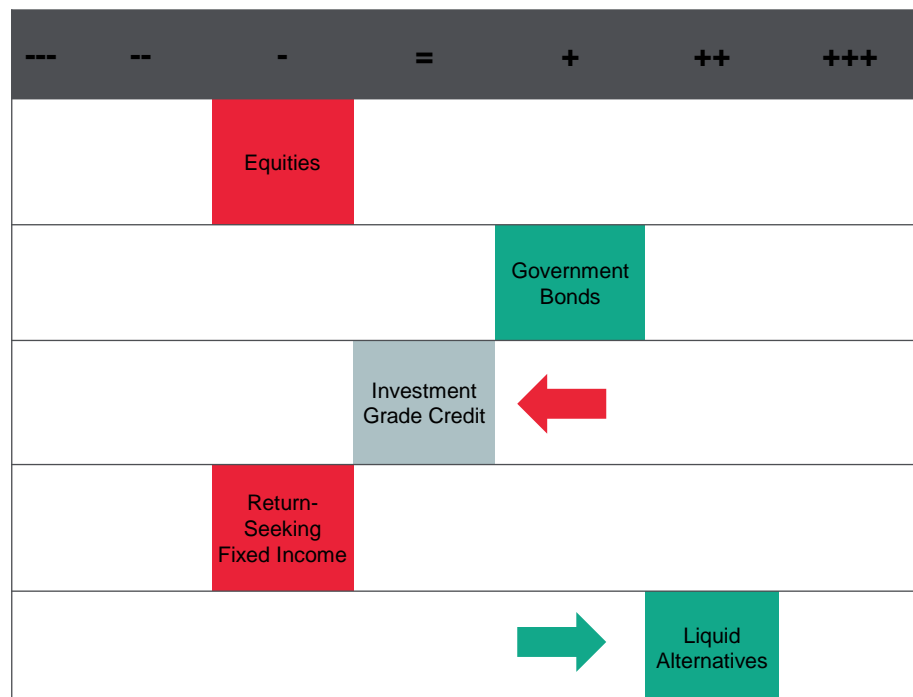 --- -- - = + ++ +++
Equities
Government
Bonds
Investment
Grade Credit
Return-
Seeking
Fixed Income
Liquid
Alternatives